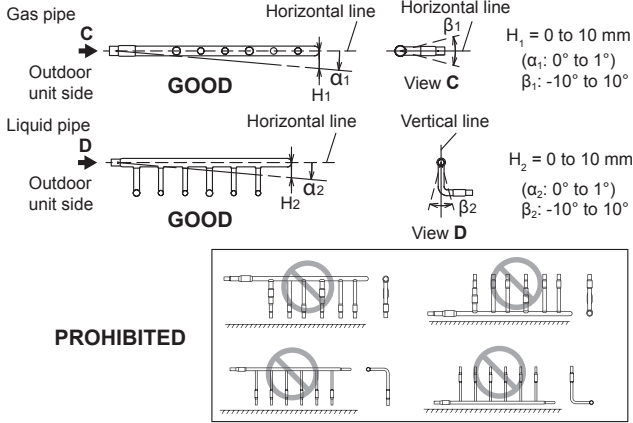 Gas pipe
C
Outdoor
unit side
GOOD
Horizontal line
α1
H1
Horizontal line
β1
View C
H1 = 0 to 10 mm
(α1: 0° to 1°)
β1: -10° to 10°
Liquid pipe
D
Outdoor
unit side
GOOD
Horizontal line
α2
H2
Vertical line
β2
View D
H2 = 0 to 10 mm
(α2: 0° to 1°)
β2: -10° to 10°
PROHIBITED